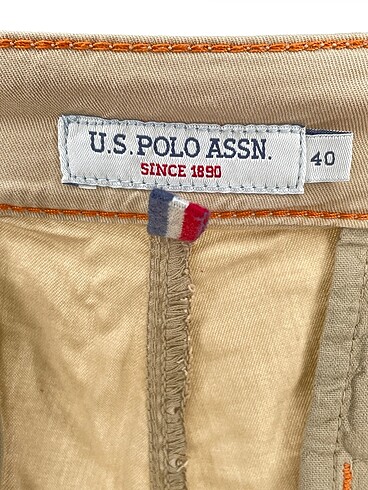 U.S. POLO ASSN.
SINCE 1890
40